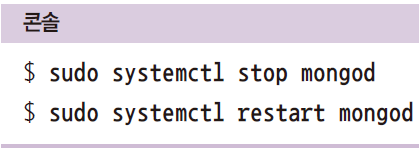 콘솔
$ sudo systemctl stop mongod
$ sudo systemctl restart mongod